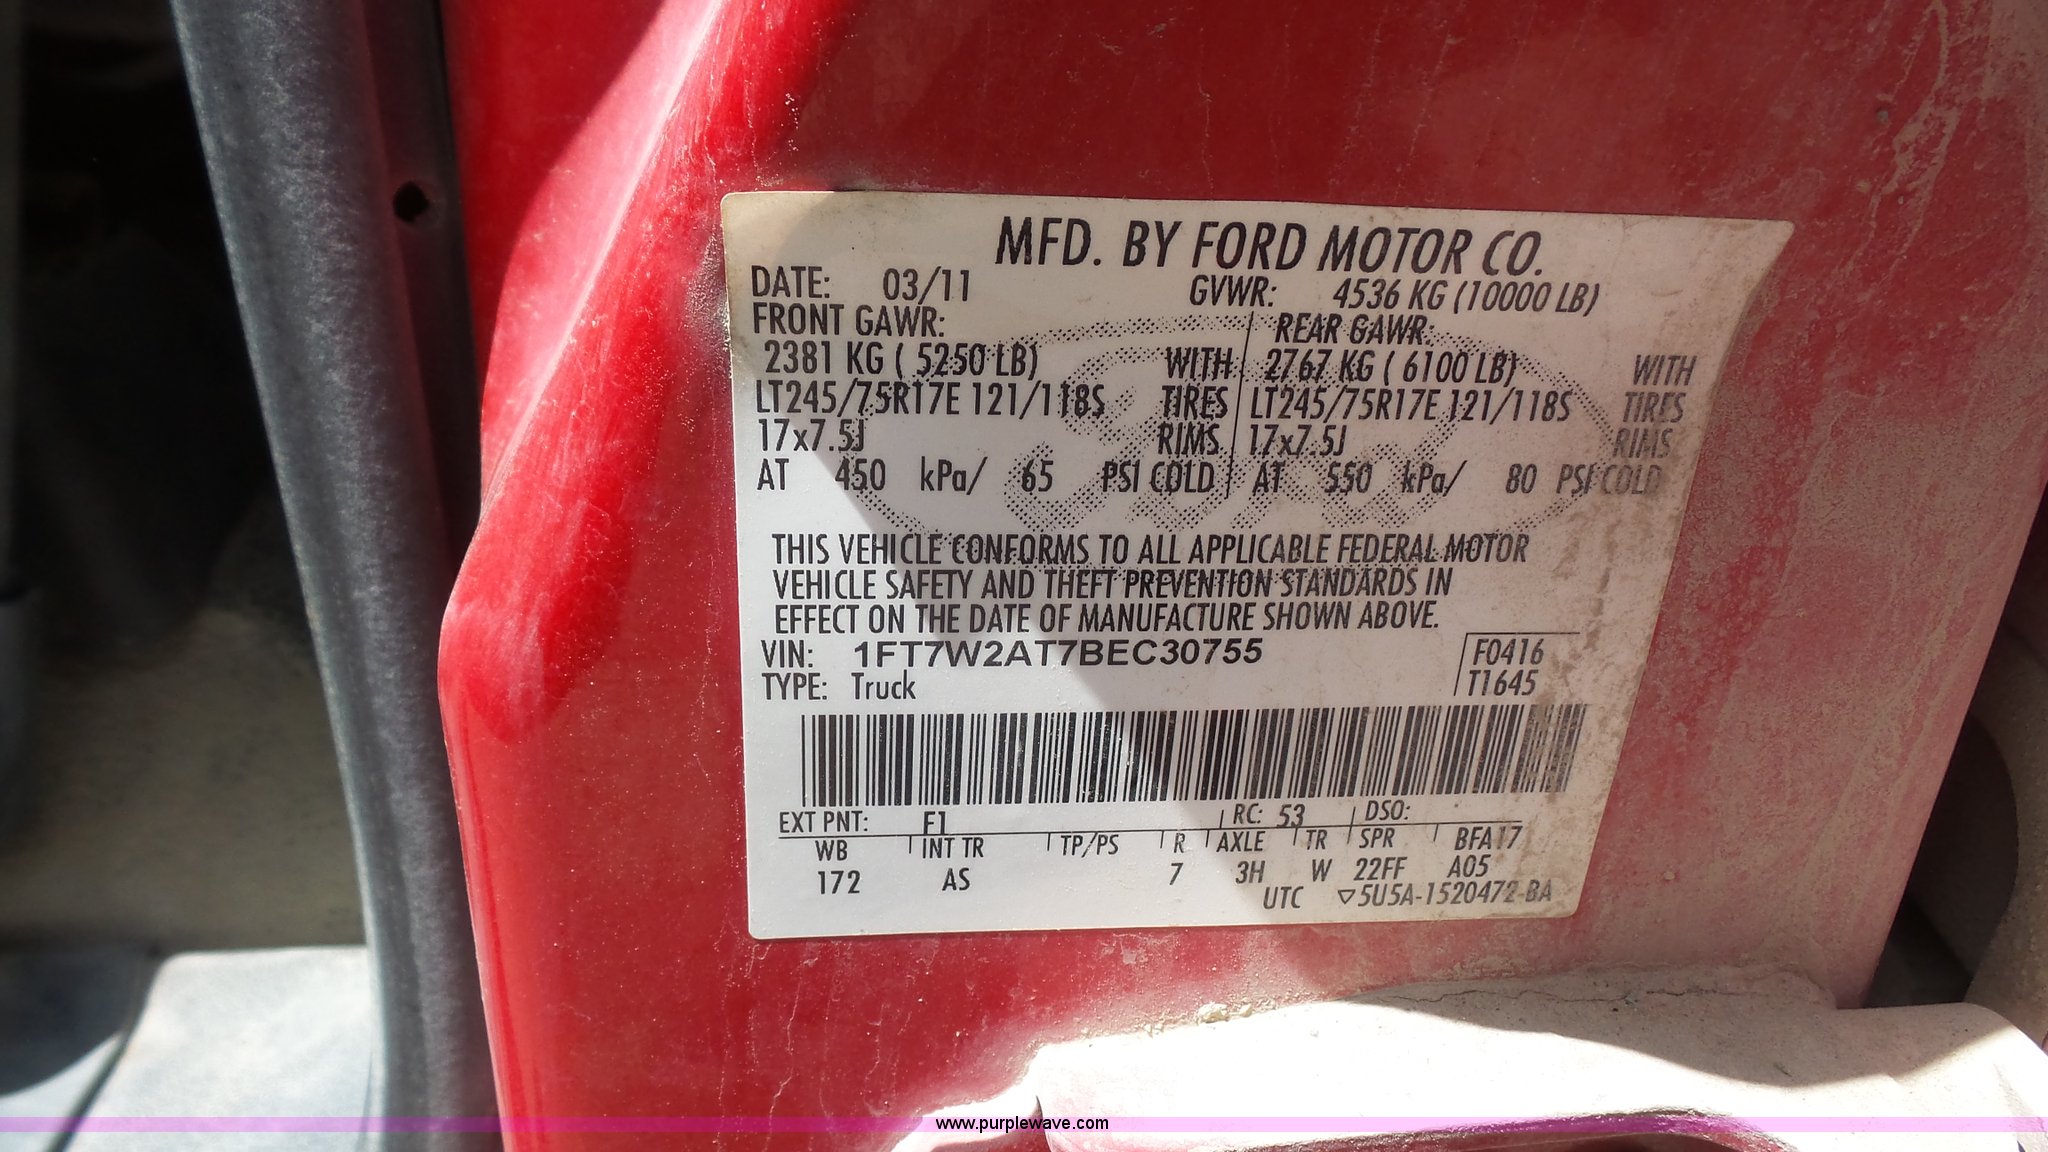 MFD. BY FORD MOTOR CO.
DATE: 03/11 GVWR: 4536 KG (10000 LB)
FRONT GAWR: REAR GAWR:
2381 KG ( 5250 LB) WITH 2767 KG ( 6100 LB) WITH
LT245/75R17E 121/118S TIRES LT245/75R17E 121/118S TIRES
17x7.5J RIMS 17x7.5J RIMS
AT 450 kPa/ 65 PSI COLD AT 550 kPa/ 80 PSI COLD
Ford
THIS VEHICLE CONFORMS TO ALL APPLICABLE FEDERAL MOTOR
VEHICLE SAFETY AND THEFT PREVENTION STANDARDS IN
EFFECT ON THE DATE OF MANUFACTURE SHOWN ABOVE.
VIN: 1FT7W2AT7BEC30755 F0416
TYPE: Truck T1645
EXT PNT: F1 RC: 53 DSO:
WB INT TR TP/PS R AXLE TR SPR BFA17
172 AS 7 3H W 22FF A05
UTC ▽5U5A-1520472-BA
www.purplewave.com